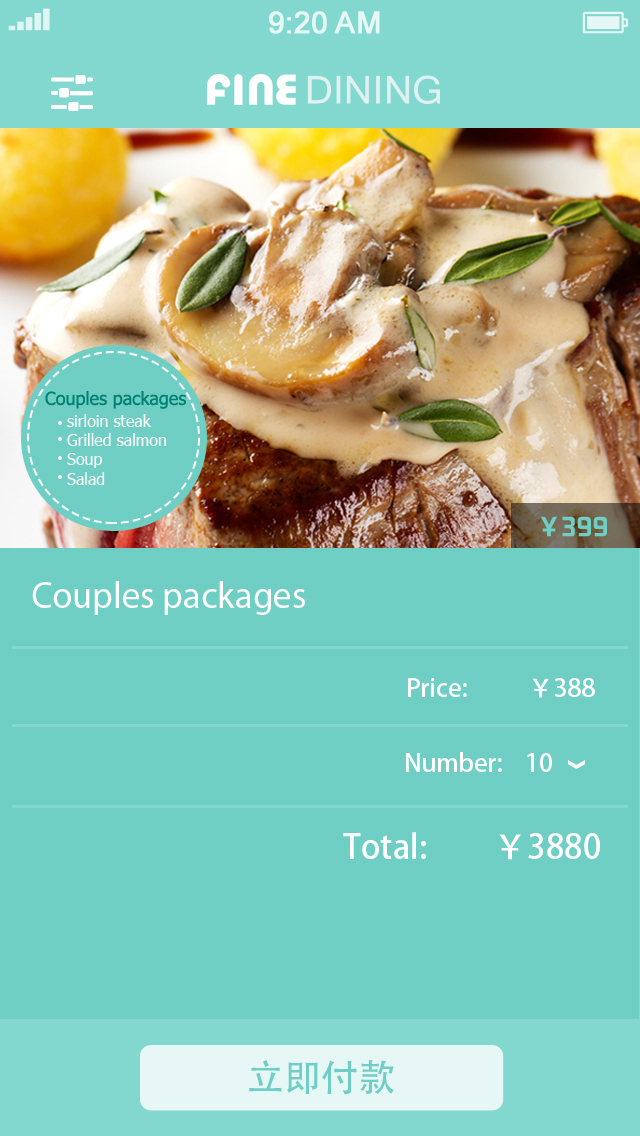 9:20 AM
FINE DINING
Couples packages
• sirloin steak
• Grilled salmon
• Soup
• Salad
￥399
Couples packages
Price: ￥388
Number: 10
Total: ￥3880
立即付款